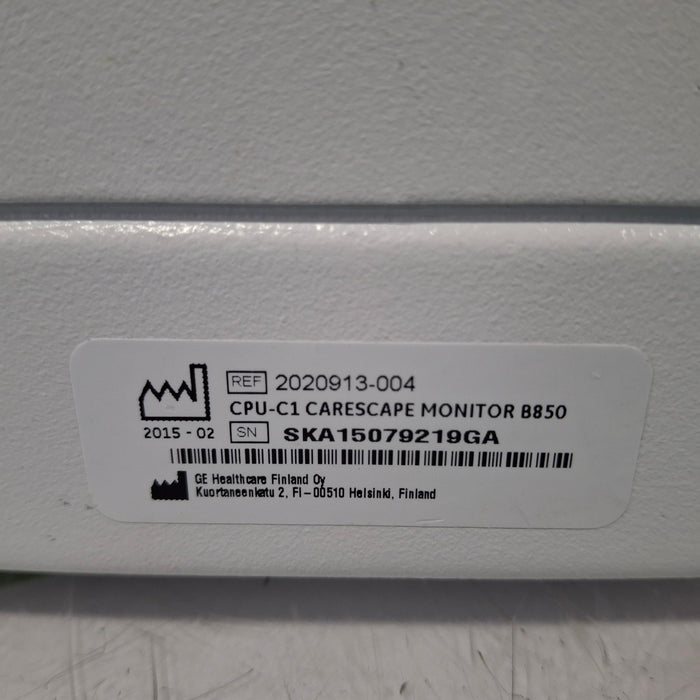 REF 2020913-004
CPU-C1 CARESCAPE MONITOR B850
2015-02 SN SKA15079219GA
GE Healthcare Finland Oy
Kuortaneenkatu 2, FI-00510 Helsinki, Finland